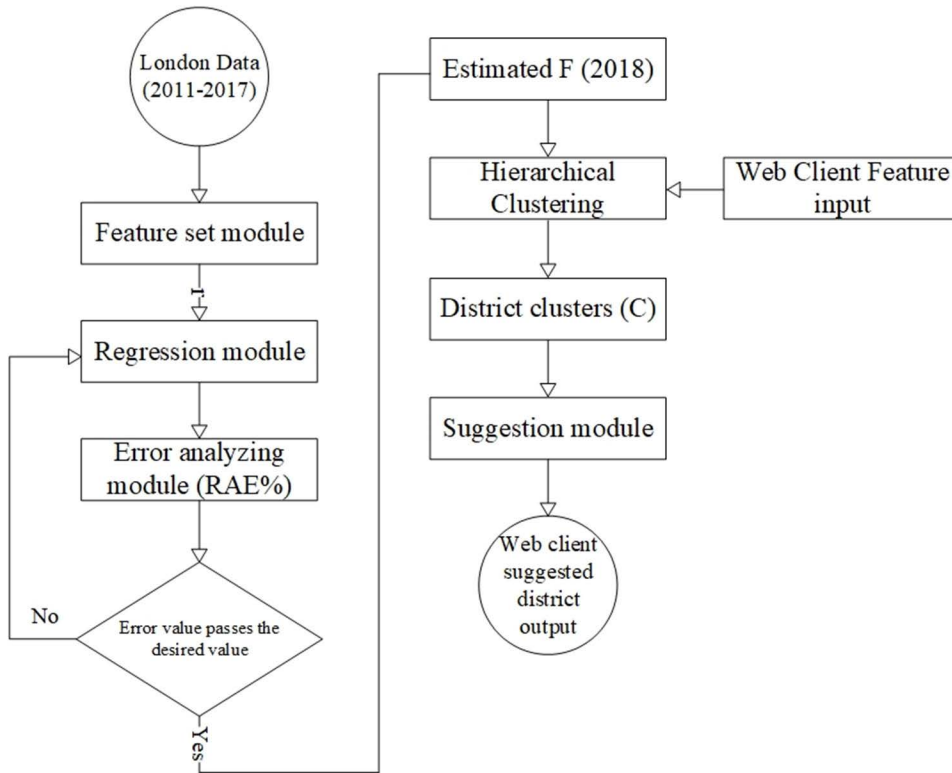 London Data
(2011-2017)
Feature set module
r
Regression module
Error analyzing
module (RAE%)
Error value passes the
desired value
No
Yes
Estimated F (2018)
Hierarchical
Clustering
Web Client Feature
input
District clusters (C)
Suggestion module
Web client
suggested
district
output